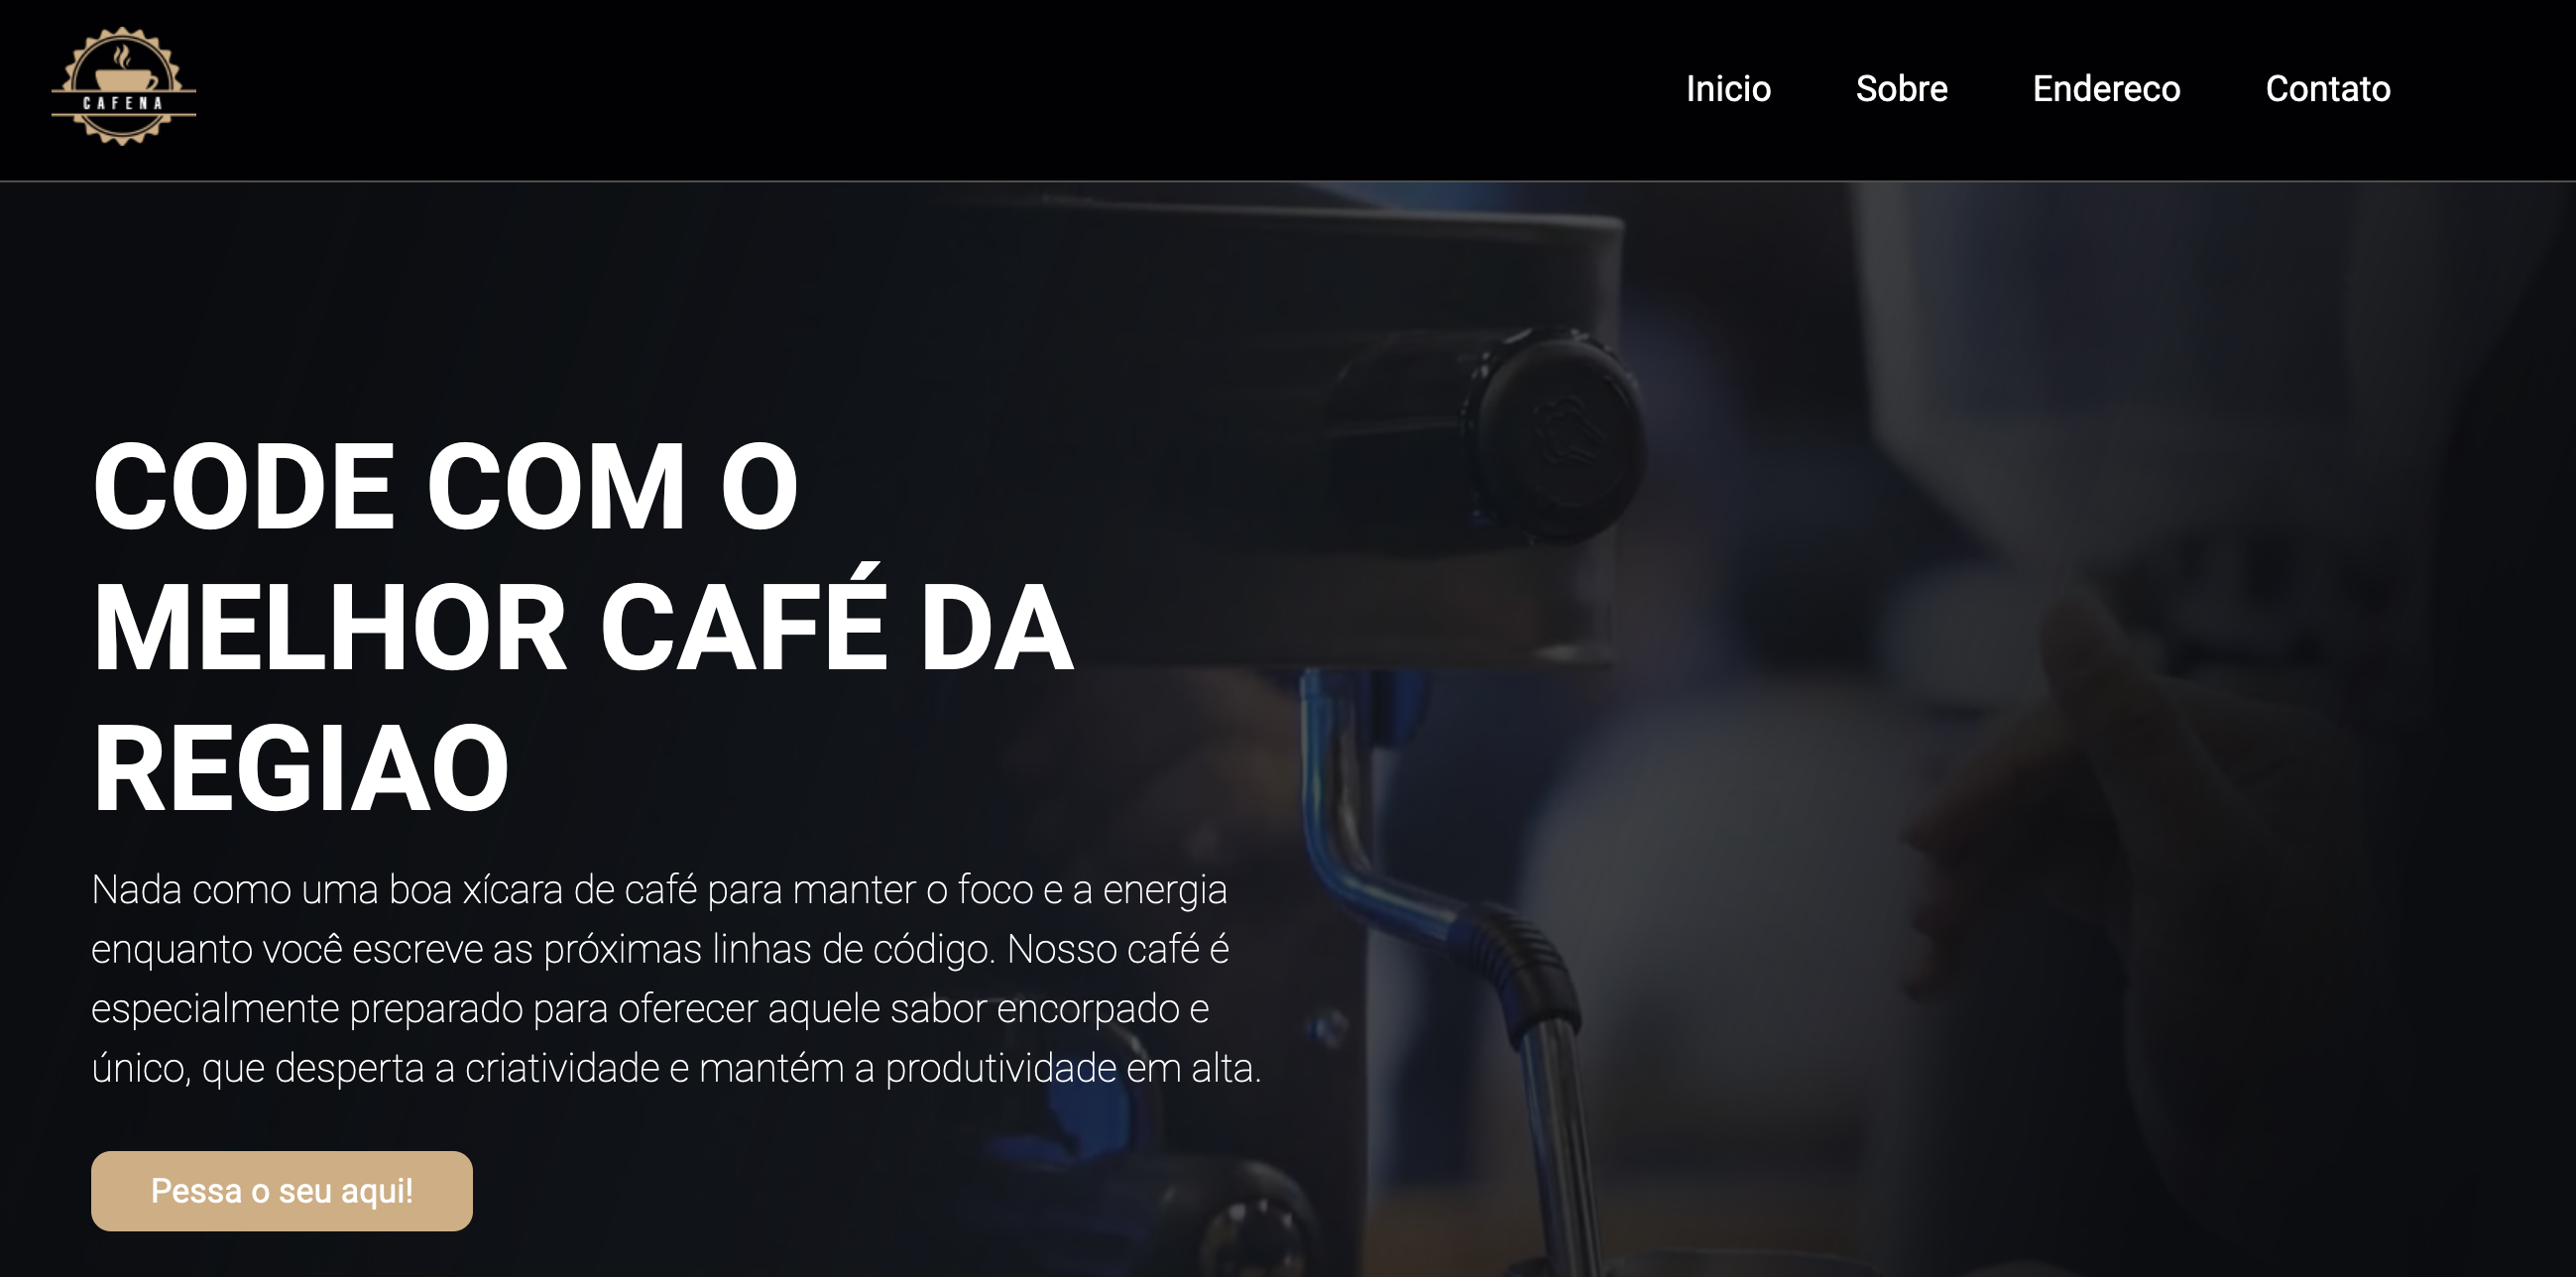 CAFENA
Inicio Sobre Endereco Contato
CODE COM O
MELHOR CAFÉ DA
REGIAO
Nada como uma boa xícara de café para manter o foco e a energia
enquanto você escreve as próximas linhas de código. Nosso café é
especialmente preparado para oferecer aquele sabor encorpado e
único, que desperta a criatividade e mantém a produtividade em alta.
Pessa o seu aqui!